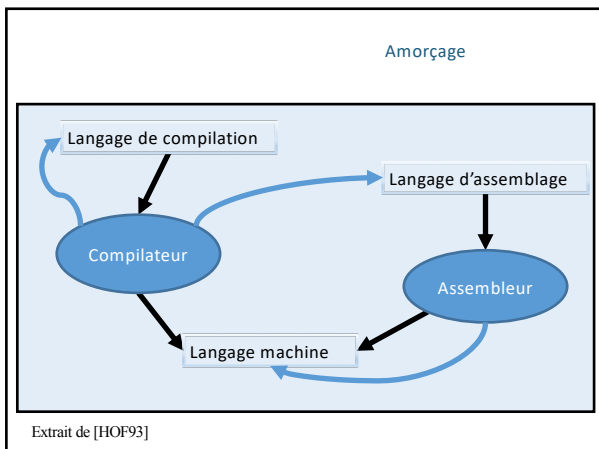 Amorçage
Langage de compilation
Langage d’assemblage
Compilateur
Assembleur
Langage machine
Extrait de [HOF93]